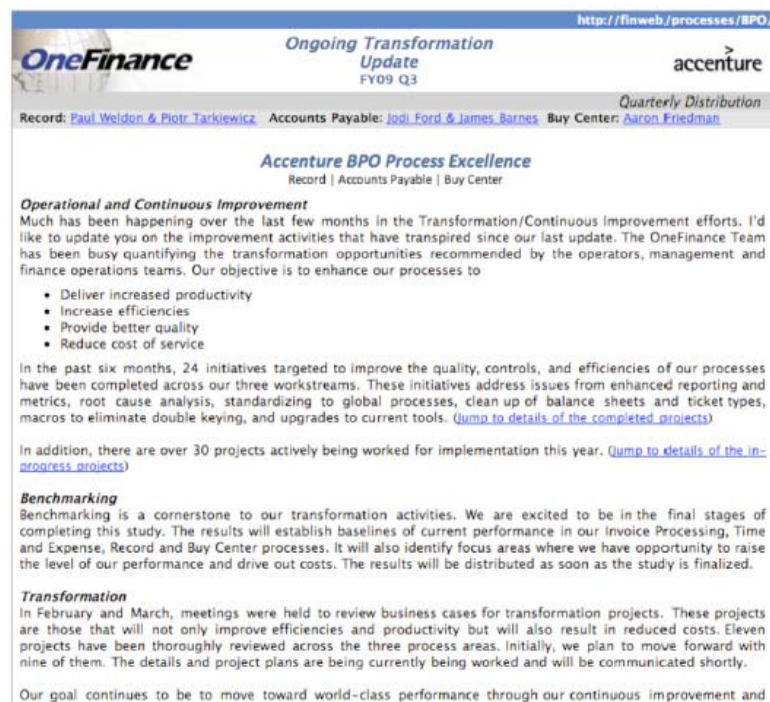 http://finweb/processes/BPO/
OneFinance
Ongoing Transformation
Update
FY09 Q3
>
accenture
Quarterly Distribution
Record: Paul Weldon & Piotr Tarkiewicz Accounts Payable: Jodi Ford & James Barnes Buy Center: Aaron Friedman
Accenture BPO Process Excellence
Record | Accounts Payable | Buy Center
Operational and Continuous Improvement
Much has been happening over the last few months in the Transformation/Continuous Improvement efforts. I'd
like to update you on the improvement activities that have transpired since our last update. The OneFinance Team
has been busy quantifying the transformation opportunities recommended by the operators, management and
finance operations teams. Our objective is to enhance our processes to
• Deliver increased productivity
• Increase efficiencies
• Provide better quality
• Reduce cost of service
In the past six months, 24 initiatives targeted to improve the quality, controls, and efficiencies of our processes
have been completed across our three workstreams. These initiatives address issues from enhanced reporting and
metrics, root cause analysis, standardizing to global processes, clean up of balance sheets and ticket types,
macros to eliminate double keying, and upgrades to current tools. (Jump to details of the completed projects)
In addition, there are over 30 projects actively being worked for implementation this year. (Jump to details of the in-
progress projects)
Benchmarking
Benchmarking is a cornerstone to our transformation activities. We are excited to be in the final stages of
completing this study. The results will establish baselines of current performance in our Invoice Processing, Time
and Expense, Record and Buy Center processes. It will also identify focus areas where we have opportunity to raise
the level of our performance and drive out costs. The results will be distributed as soon as the study is finalized.
Transformation
In February and March, meetings were held to review business cases for transformation projects. These projects
are those that will not only improve efficiencies and productivity but will also result in reduced costs. Eleven
projects have been thoroughly reviewed across the three process areas. Initially, we plan to move forward with
nine of them. The details and project plans are being currently being worked and will be communicated shortly.
Our goal continues to be to move toward world-class performance through our continuous improvement and